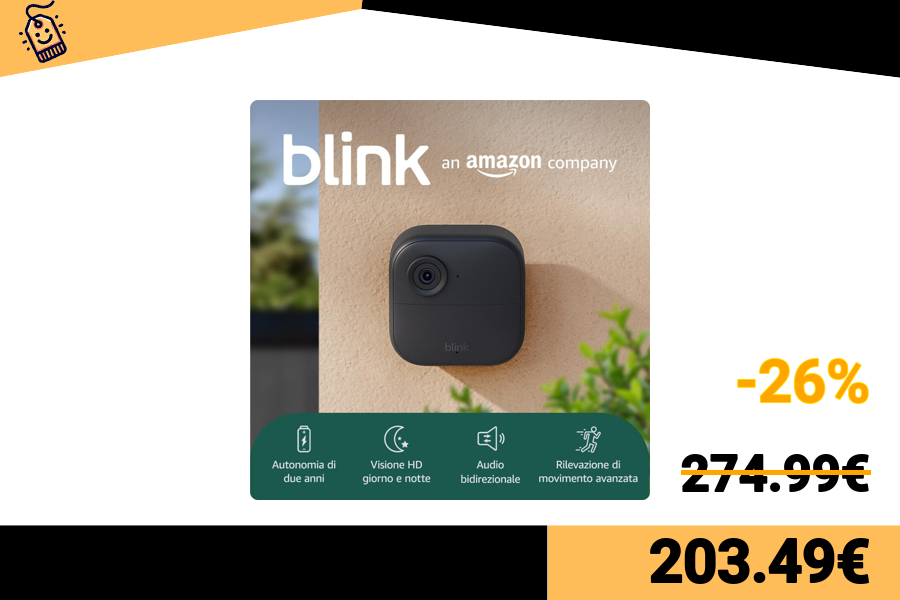 blink an amazon company
blink
Autonomia di
due anni
Visione HD
giorno e notte
Audio
bidirezionale
Rilevazione di
movimento avanzata
-26%
274.99€
203.49€